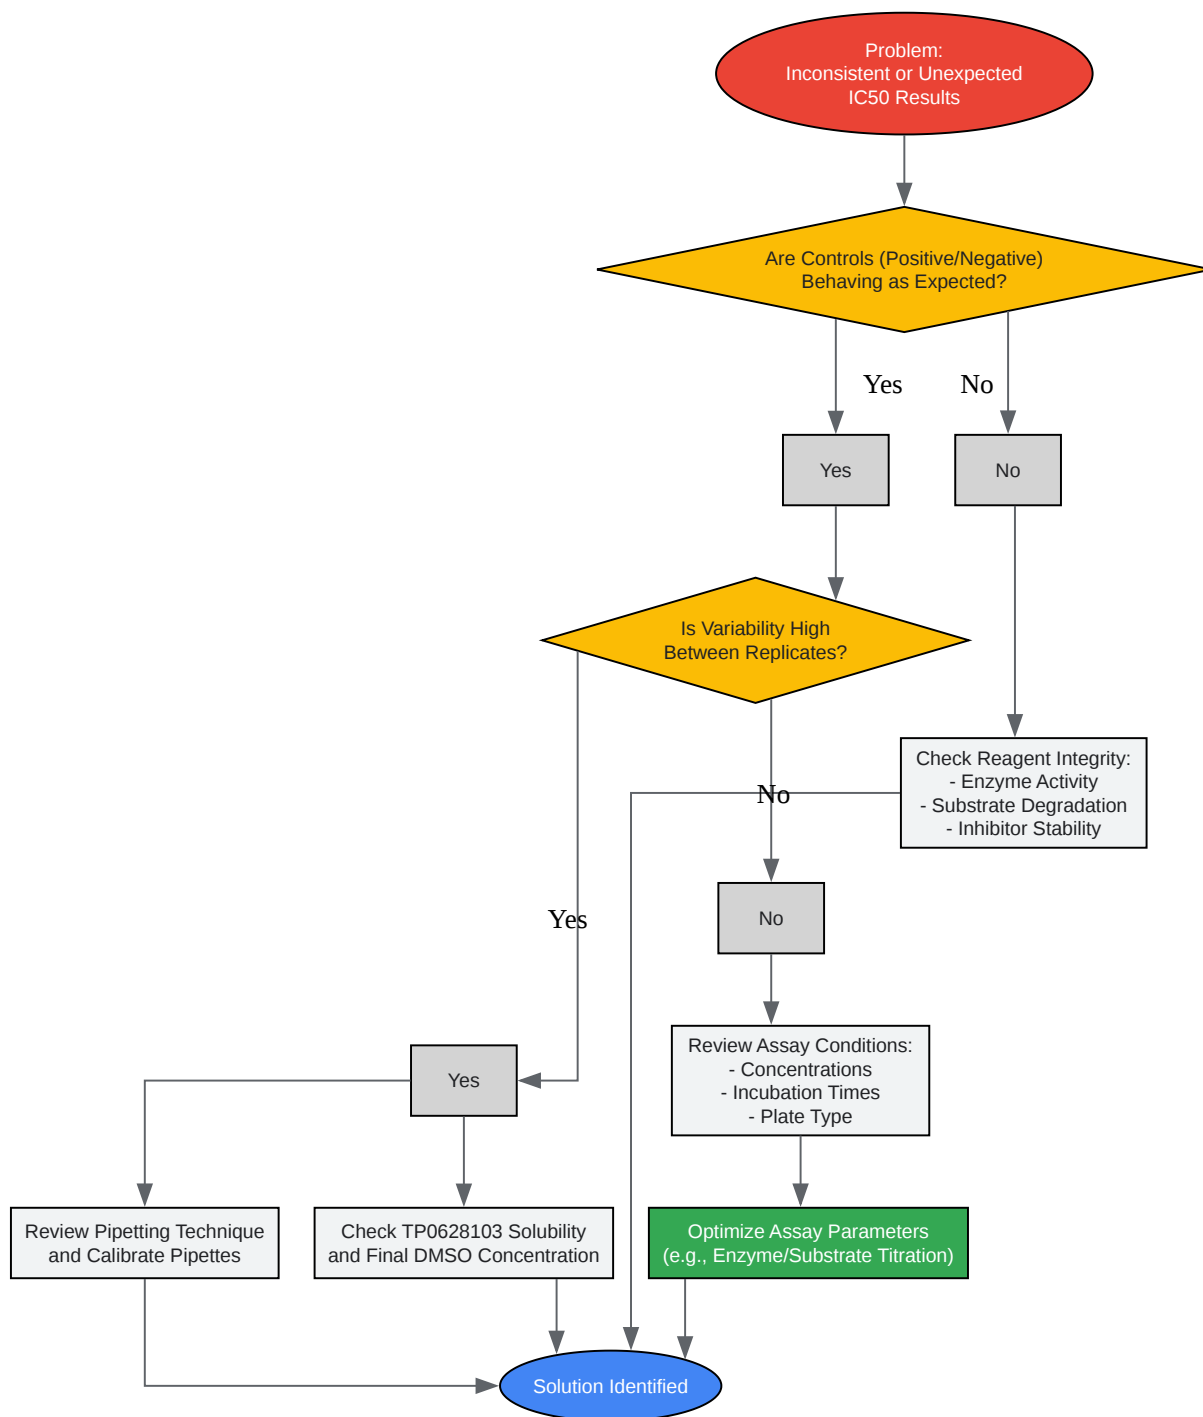 Problem:
Inconsistent or Unexpected
IC50 Results
Are Controls (Positive/Negative)
Behaving as Expected?
Yes
No
Yes
No
Is Variability High
Between Replicates?
Check Reagent Integrity:
- Enzyme Activity
- Substrate Degradation
- Inhibitor Stability
No
Yes
No
Review Assay Conditions:
- Concentrations
- Incubation Times
- Plate Type
Yes
Review Pipetting Technique
and Calibrate Pipettes
Check TP0628103 Solubility
and Final DMSO Concentration
Optimize Assay Parameters
(e.g., Enzyme/Substrate Titration)
Solution Identified